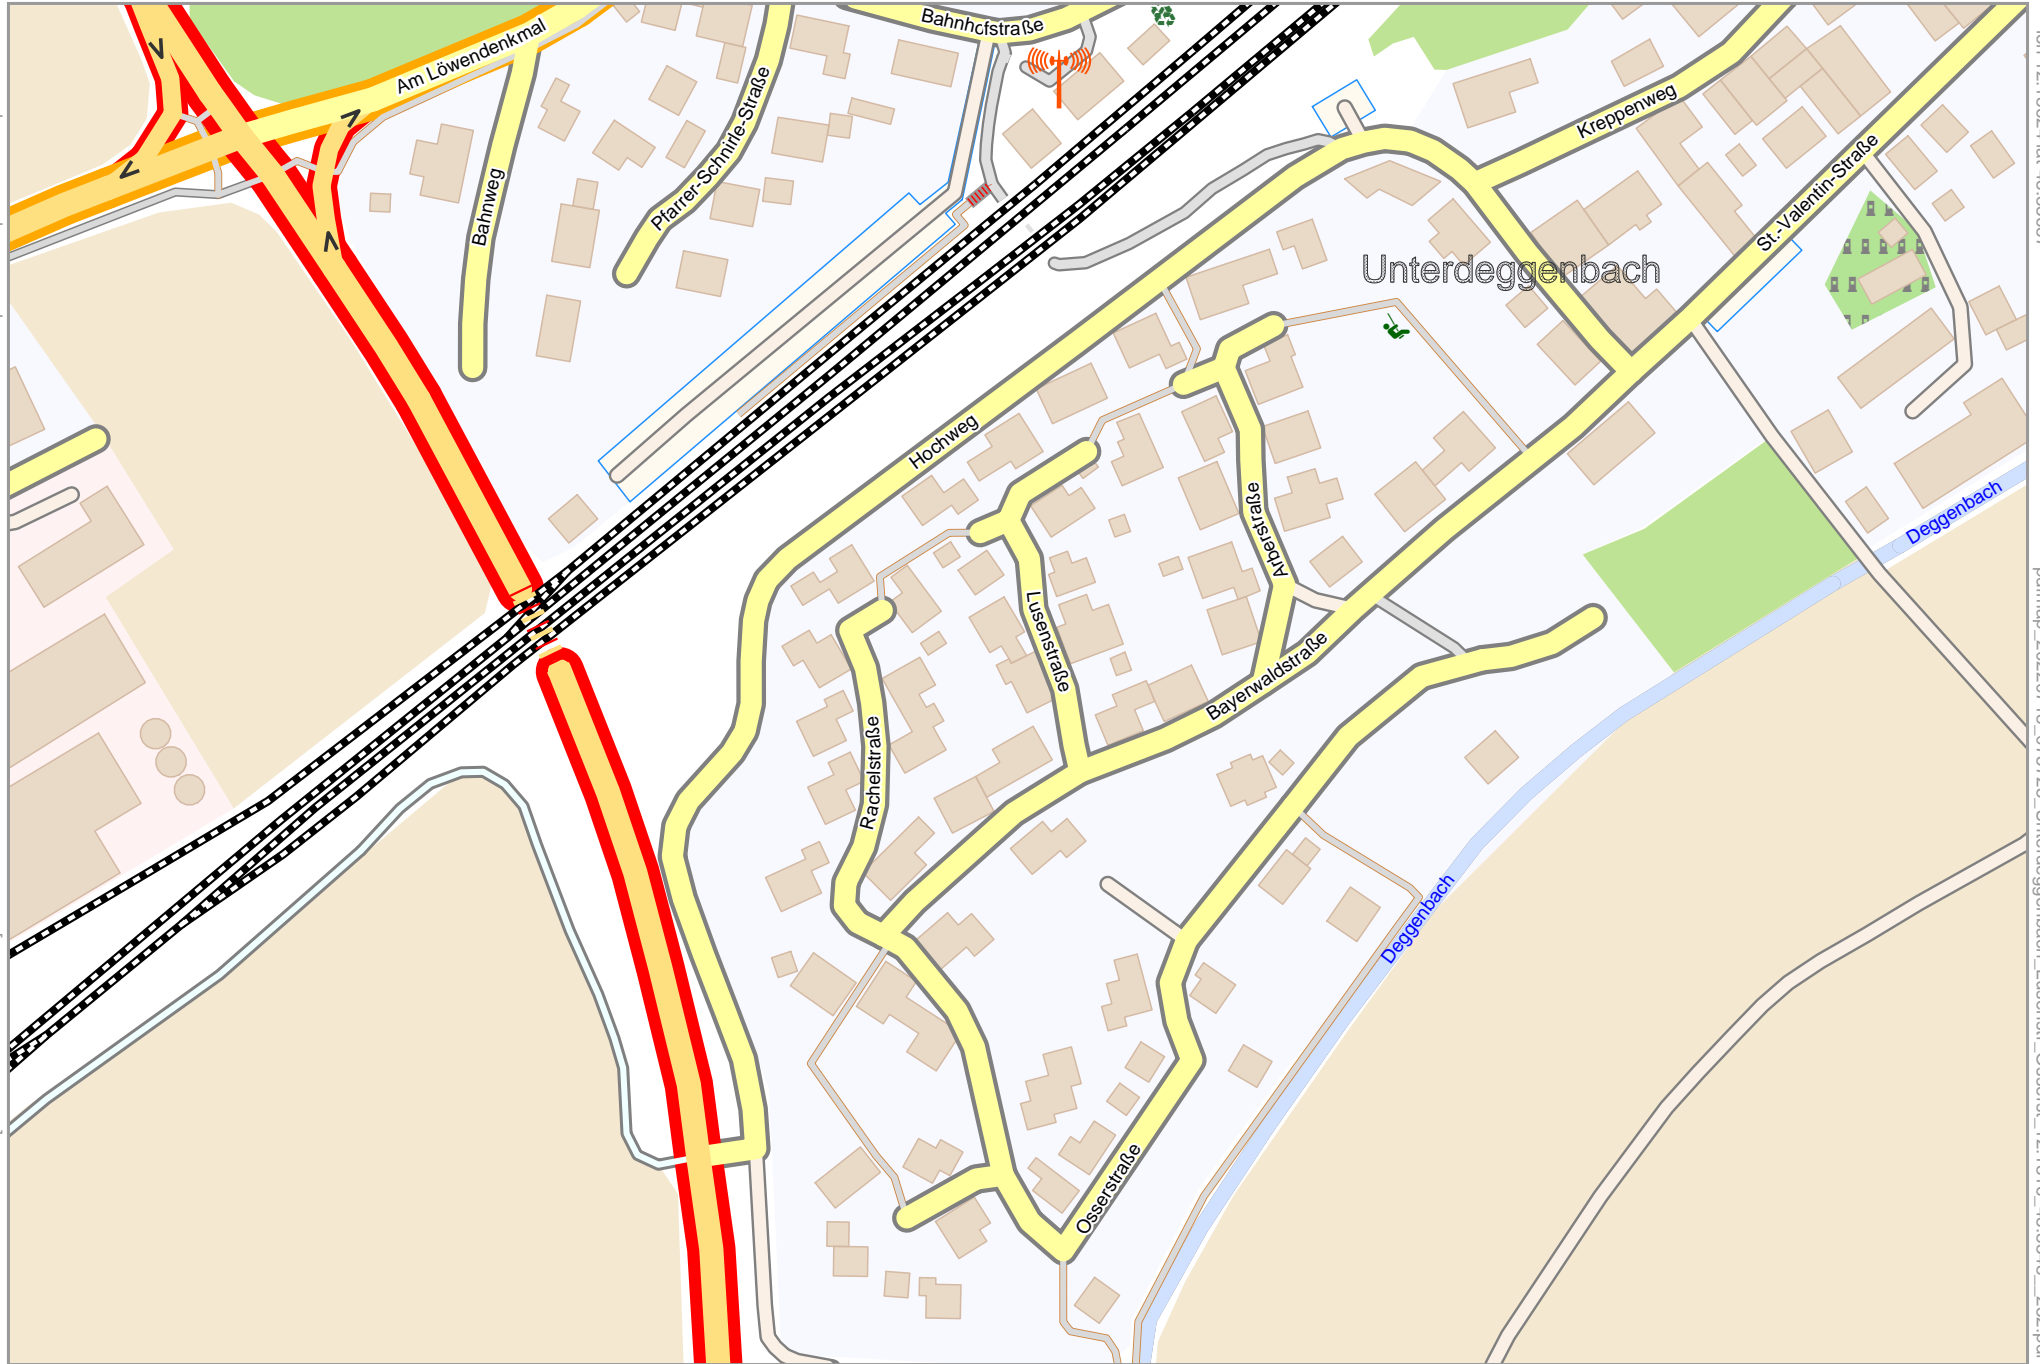 Bahnhofstraße
Am Löwendenkmal
Pfarrer-Schnirle-Straße
Kreppenweg
St.-Valentin-Straße
Bahnweg
Unterdeggenbach
Hochweg
Arberstraße
Deggenbach
Lusenstraße
Bayerwaldstraße
Rachelstraße
Deggenbach
Osserstraße